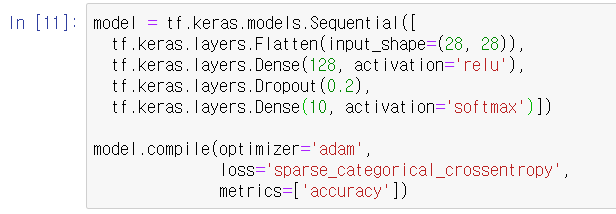 In [11]: model = tf.keras.models.Sequential([
tf.keras.layers.Flatten(input_shape=(28, 28)),
tf.keras.layers.Dense(128, activation='relu'),
tf.keras.layers.Dropout(0.2),
tf.keras.layers.Dense(10, activation='softmax')])

model.compile(optimizer='adam',
loss='sparse_categorical_crossentropy',
metrics=['accuracy'])